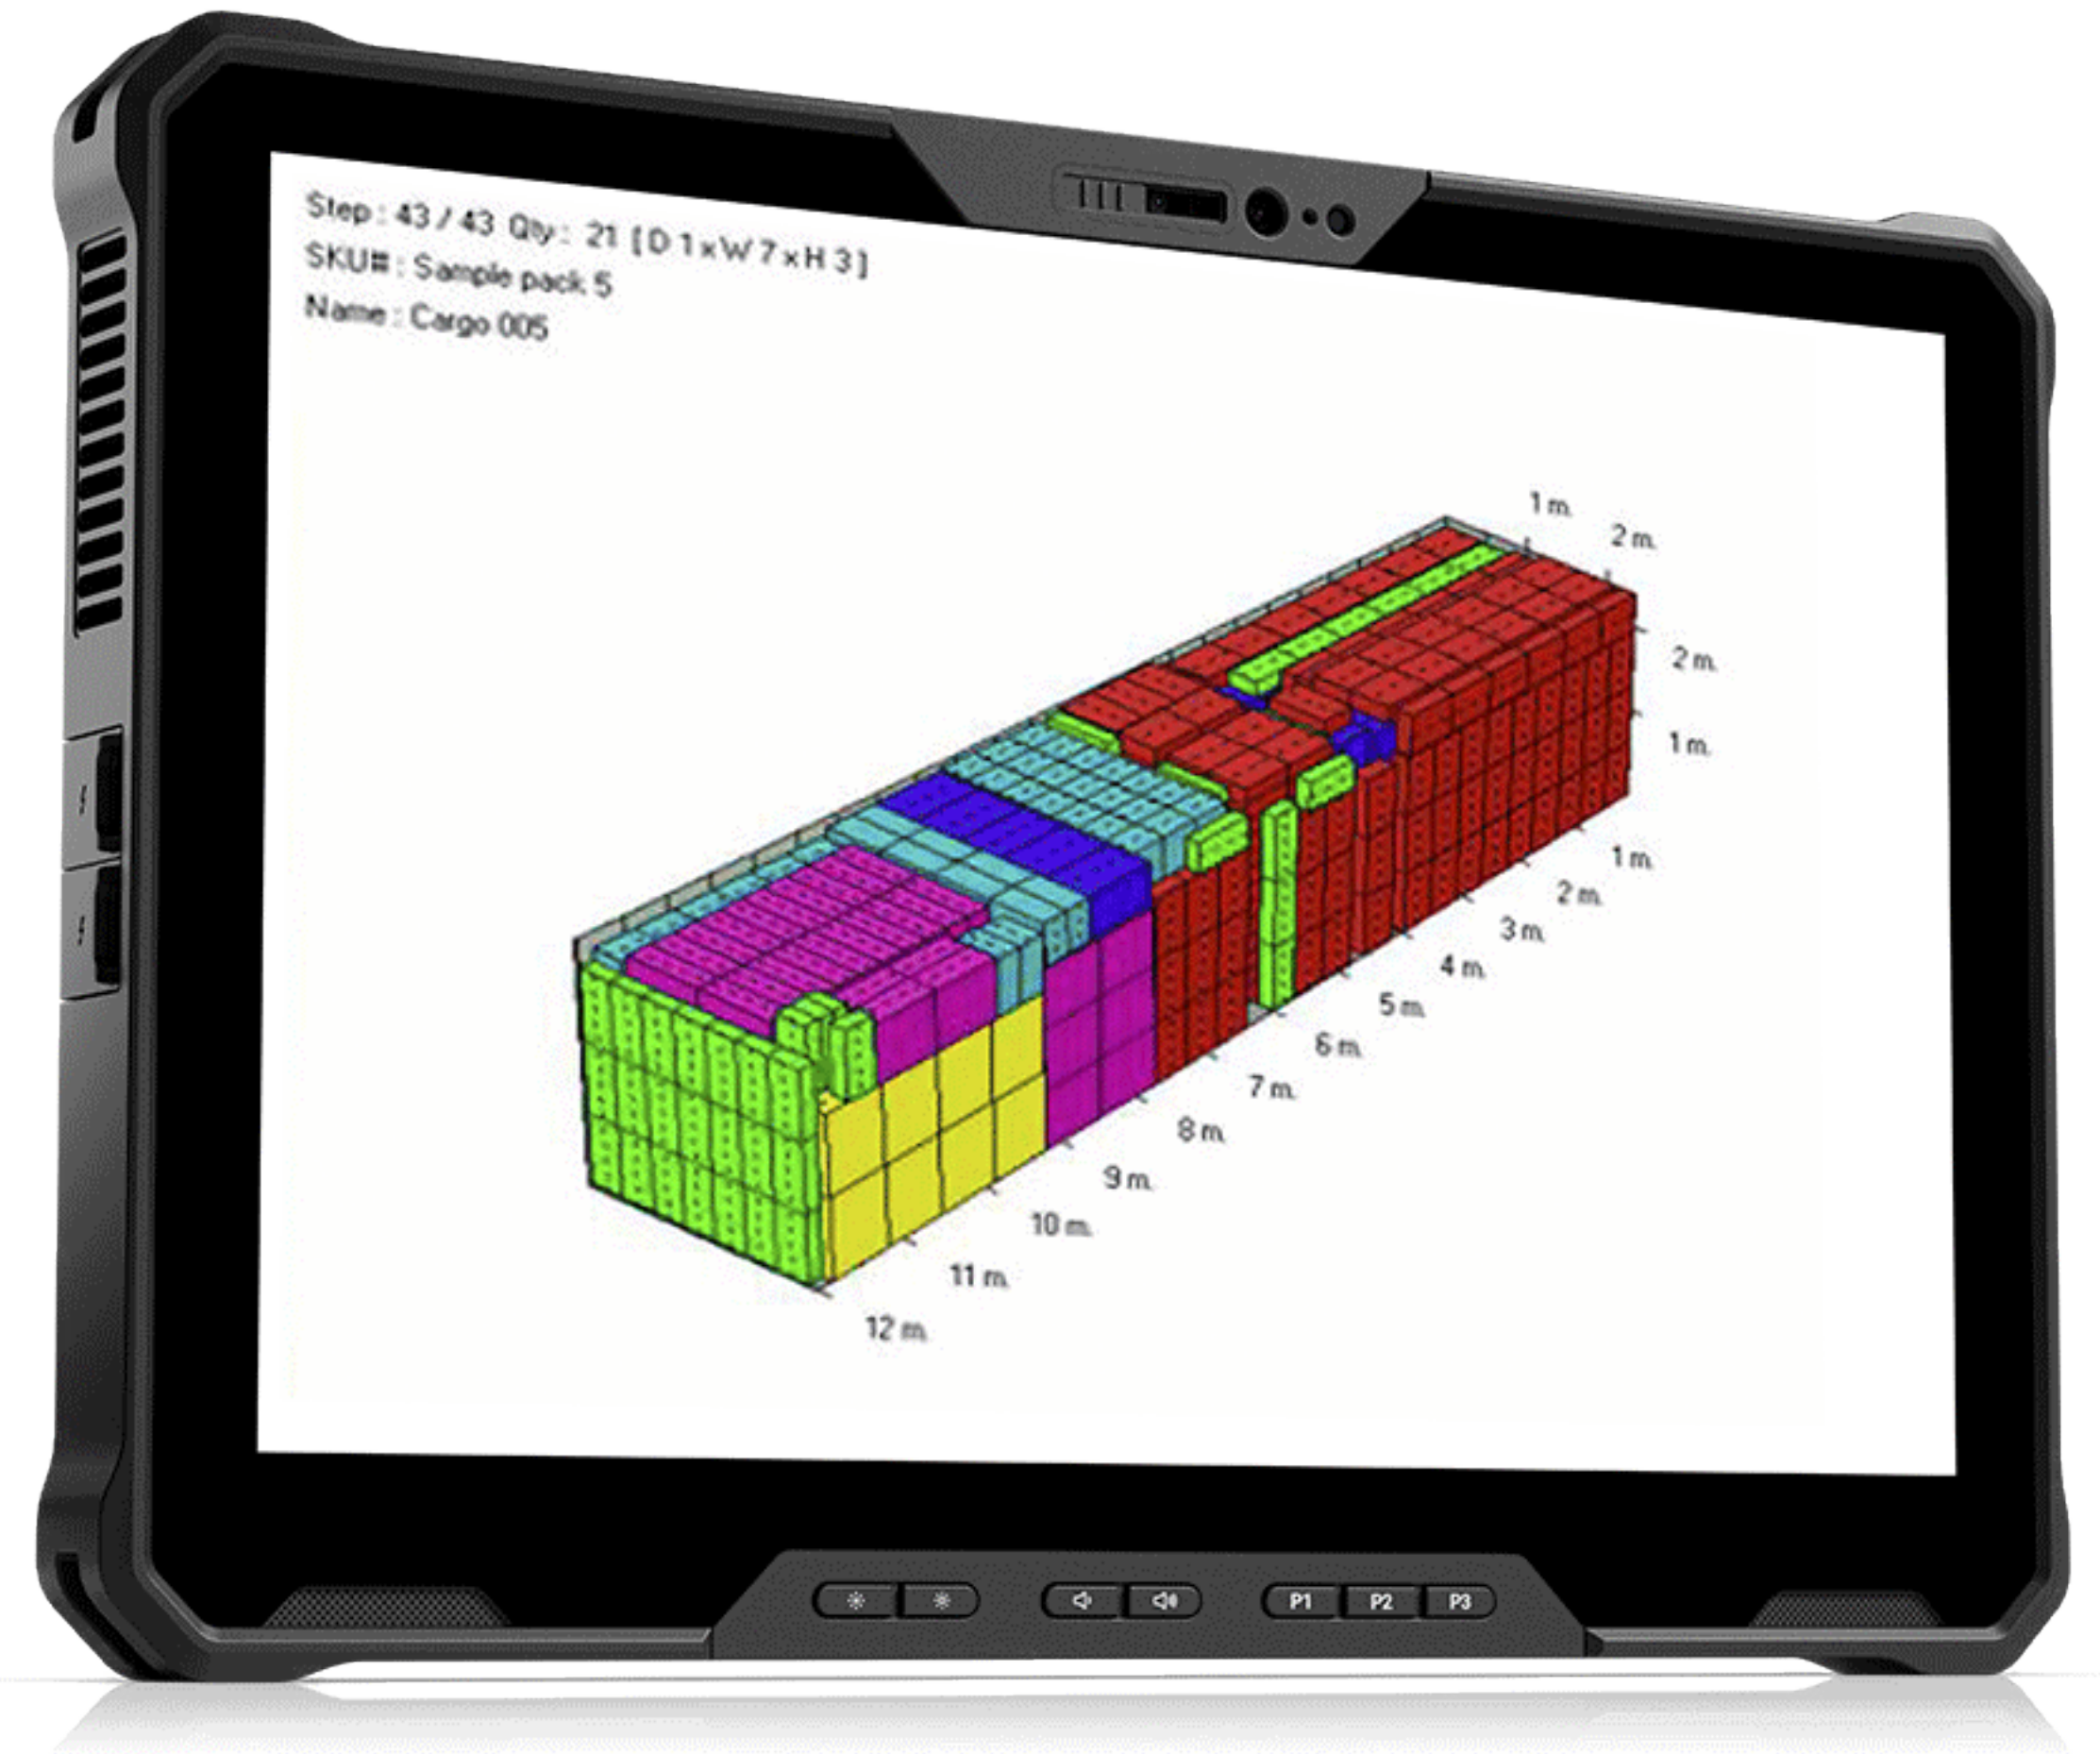 Step : 43 / 43 Qty : 21 [ D 1 x W 7 x H 3 ]
SKU# : Sample pack 5
Name : Cargo 005
1 m.
2 m.
2 m.
1 m.
1 m.
2 m.
3 m.
4 m.
5 m.
6 m.
7 m.
8 m.
9 m.
10 m.
11 m.
12 m.
P1 P2 P3